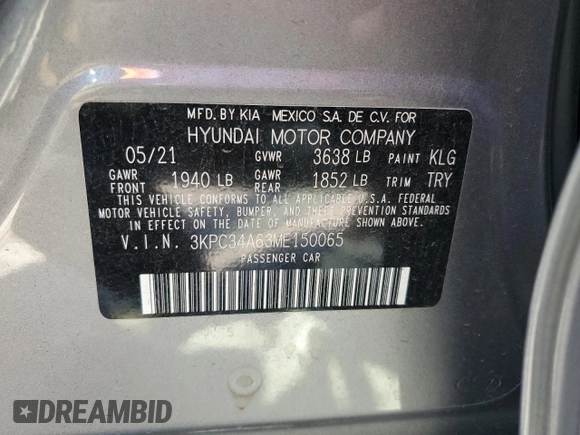 MFD. BY KIA MEXICO S.A. DE C.V. FOR
HYUNDAI MOTOR COMPANY
05/21 GVWR 3638 LB PAINT KLG
GAWR FRONT 1940 LB GAWR REAR 1852 LB TRIM TRY
THIS VEHICLE CONFORMS TO ALL APPLICABLE U.S.A. FEDERAL
MOTOR VEHICLE SAFETY, BUMPER, AND THEFT PREVENTION STANDARDS
IN EFFECT ON THE DATE OF MANUFACTURE SHOWN ABOVE.
V.I.N. 3KPC34A63ME150065
PASSENGER CAR
DREAMBID